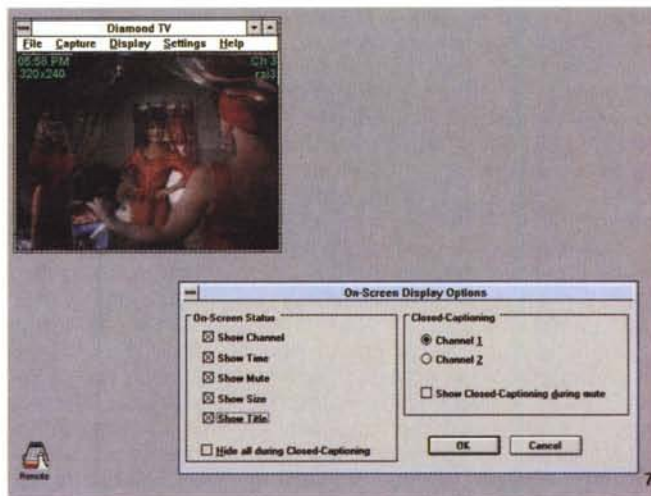 Diamond TV
File Capture Display Settings Help
05:58 PM Ch 3
320x240 rai3
On-Screen Display Options
On-Screen Status
Show Channel
Show Time
Show Mute
Show Size
Show Title
Hide all during Closed-Captioning
Closed-Captioning
Channel 1
Channel 2
Show Closed-Captioning during mute
OK Cancel
Remote
7